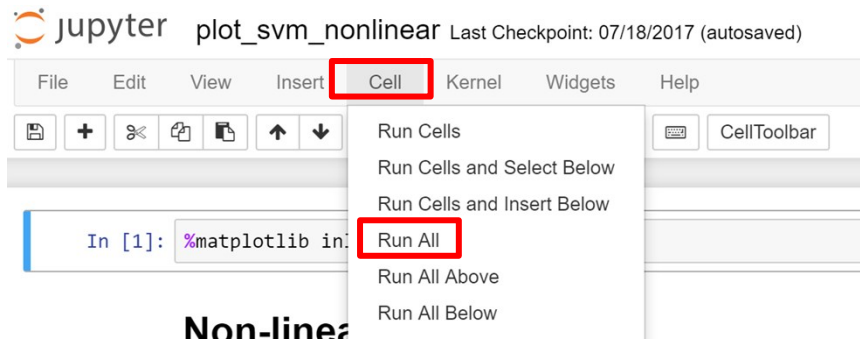 jupyter plot_svm_nonlinear Last Checkpoint: 07/18/2017 (autosaved)
File Edit View Insert Cell Kernel Widgets Help
CellToolbar
Run Cells
Run Cells and Select Below
Run Cells and Insert Below
In [1]: %matplotlib
Run All
Run All Above
Run All Below